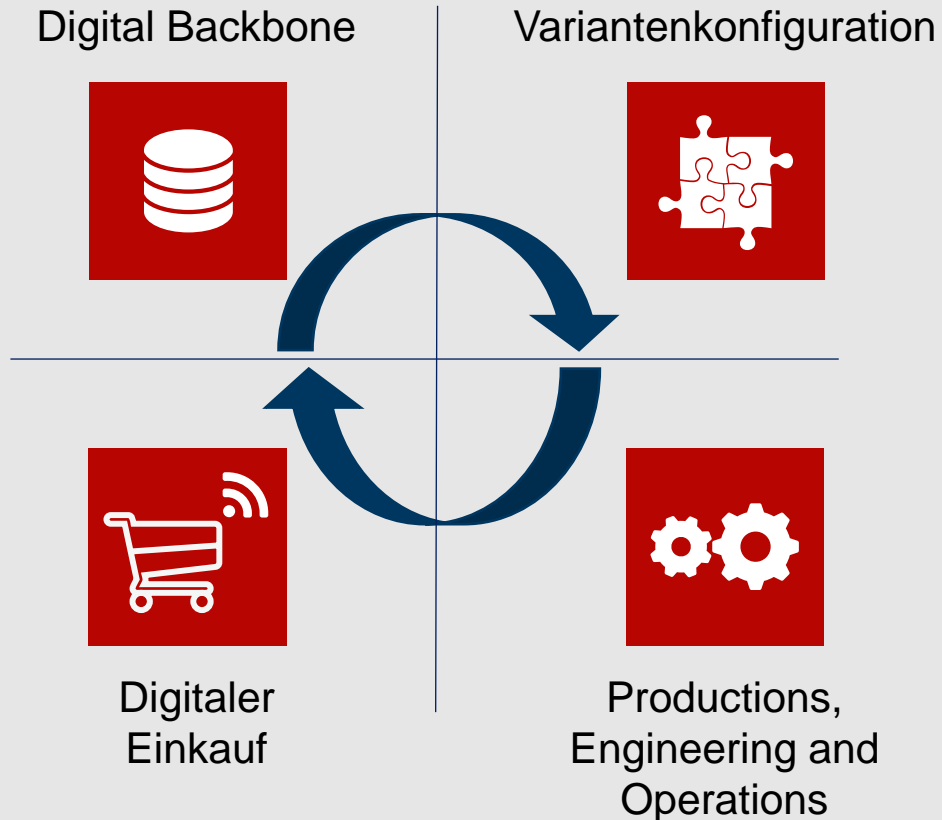 Digital Backbone
Variantenkonfiguration
Digitaler
Einkauf
Productions,
Engineering and
Operations